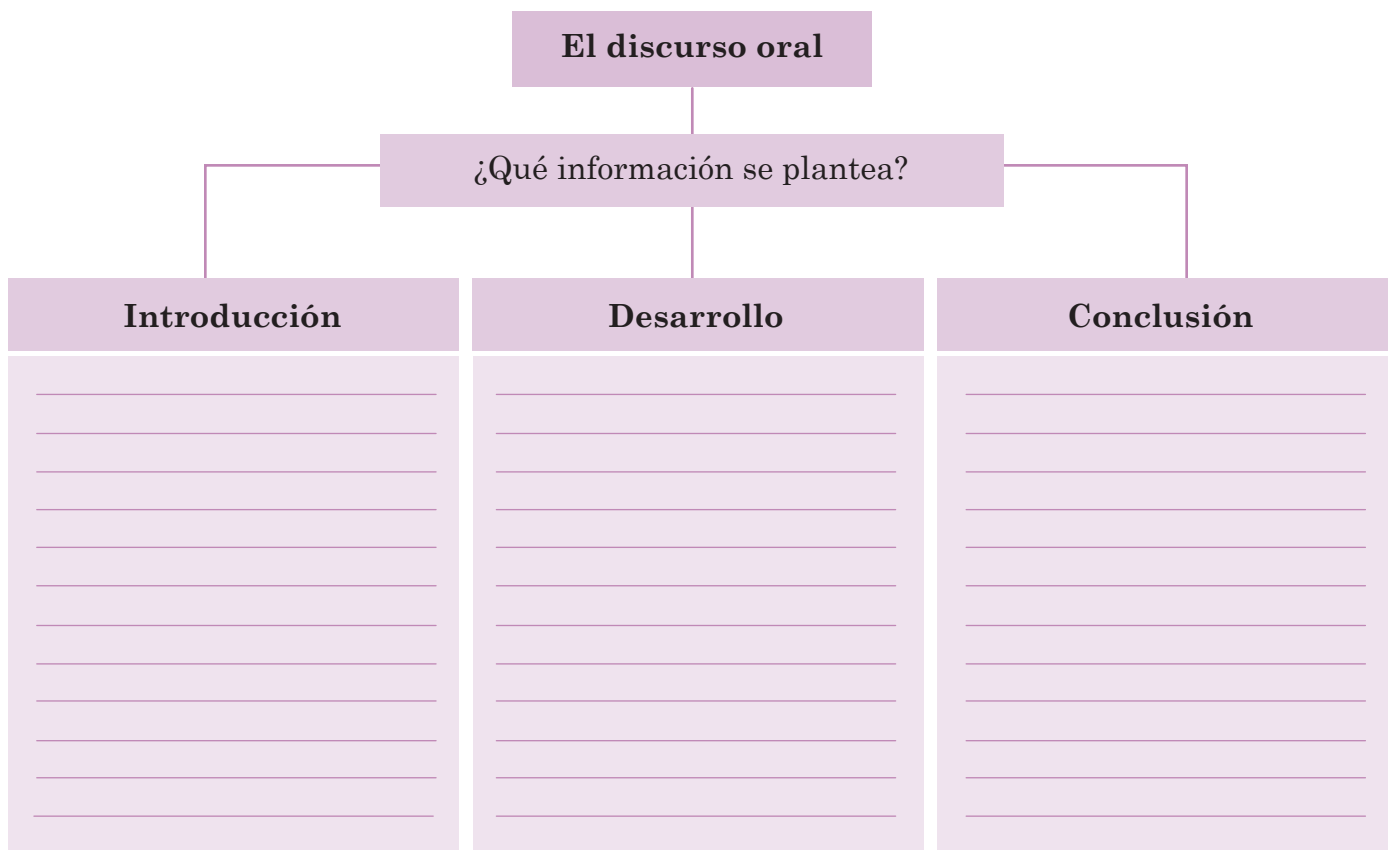 El discurso oral
¿Qué información se plantea?
Introducción
Desarrollo
Conclusión